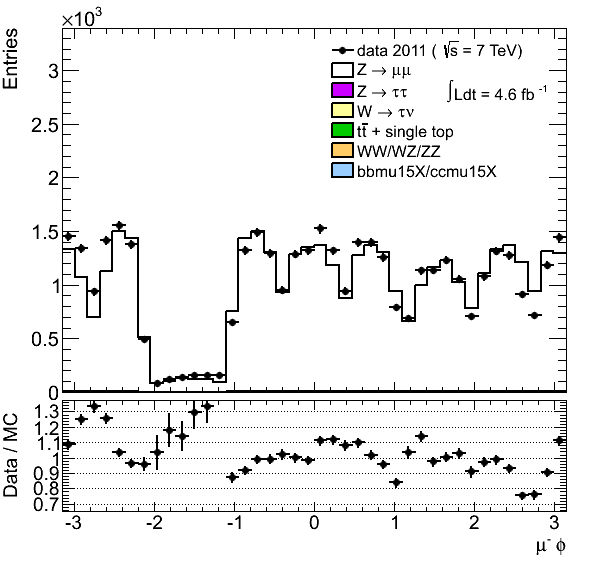 ×10³
Entries
3
2.5
2
1.5
1
0.5
0
data 2011 ( √s = 7 TeV)
Z → μμ
Z → ττ
W → τν
tt̄ + single top
WW/WZ/ZZ
bbmu15X/ccmu15X
∫Ldt = 4.6 fb⁻¹
Data / MC
1.3
1.2
1.1
1
0.9
0.8
0.7
-3 -2 -1 0 1 2 3
μ⁻ ϕ